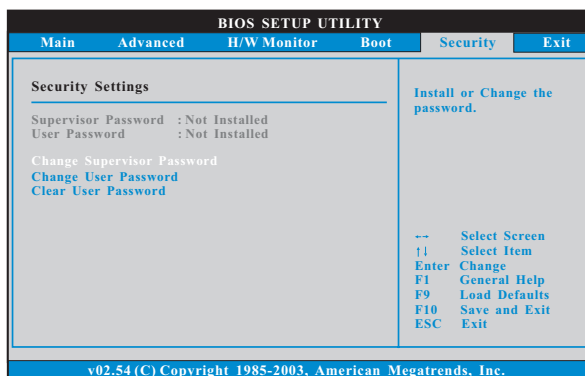 BIOS SETUP UTILITY
Main Advanced H/W Monitor Boot Security Exit
Security Settings
Supervisor Password : Not Installed
User Password : Not Installed
Change Supervisor Password
Change User Password
Clear User Password
Install or Change the
password.
←→ Select Screen
↑↓ Select Item
Enter Change
F1 General Help
F9 Load Defaults
F10 Save and Exit
ESC Exit
v02.54 (C) Copyright 1985-2003, American Megatrends, Inc.